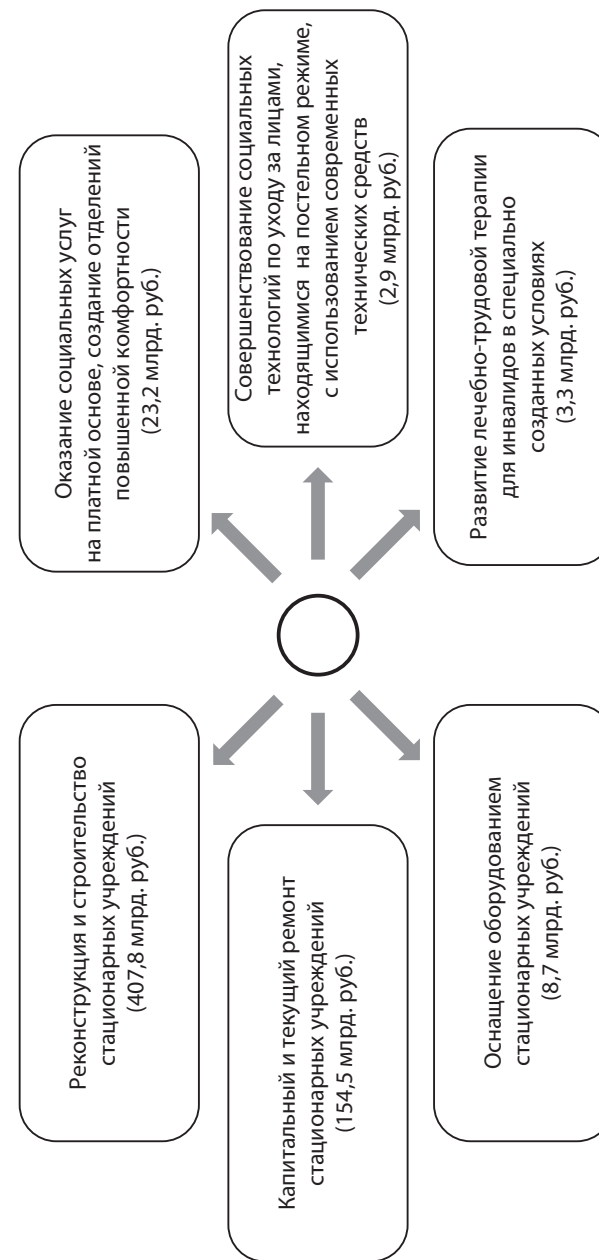 Реконструкция и строительство
стационарных учреждений
(407,8 млрд. руб.)
Оказание социальных услуг
на платной основе, создание отделений
повышенной комфортности
(23,2 млрд. руб.)
Капитальный и текущий ремонт
стационарных учреждений
(154,5 млрд. руб.)
Совершенствование социальных
технологий по уходу за лицами,
находящимися на постельном режиме,
с использованием современных
технических средств
(2,9 млрд. руб.)
Оснащение оборудованием
стационарных учреждений
(8,7 млрд. руб.)
Развитие лечебно-трудовой терапии
для инвалидов в специально
созданных условиях
(3,3 млрд. руб.)